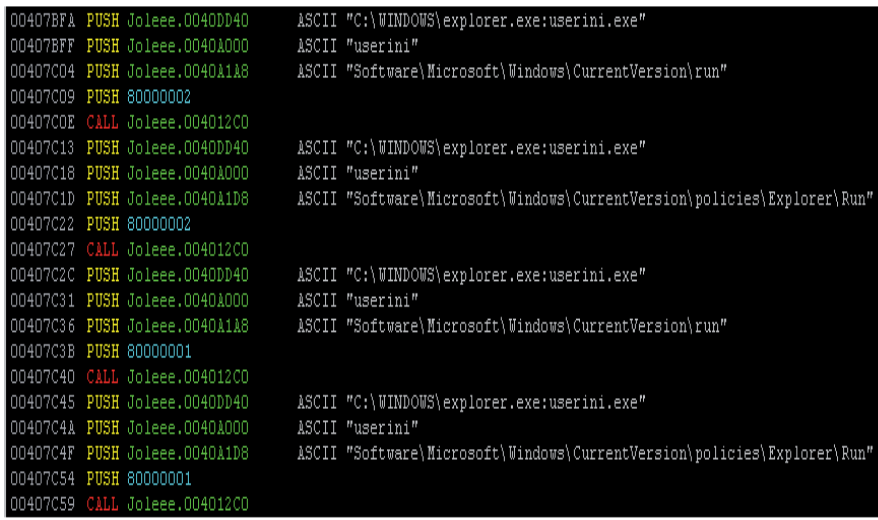 00407BFA PUSH Joleee.0040DD40 ASCII "C:\WINDOWS\explorer.exe:userini.exe"
00407BFF PUSH Joleee.0040A000 ASCII "userini"
00407C04 PUSH Joleee.0040A1A8 ASCII "Software\Microsoft\Windows\CurrentVersion\run"
00407C09 PUSH 80000002
00407C0E CALL Joleee.004012C0
00407C13 PUSH Joleee.0040DD40 ASCII "C:\WINDOWS\explorer.exe:userini.exe"
00407C18 PUSH Joleee.0040A000 ASCII "userini"
00407C1D PUSH Joleee.0040A1D8 ASCII "Software\Microsoft\Windows\CurrentVersion\policies\Explorer\Run"
00407C22 PUSH 80000002
00407C27 CALL Joleee.004012C0
00407C2C PUSH Joleee.0040DD40 ASCII "C:\WINDOWS\explorer.exe:userini.exe"
00407C31 PUSH Joleee.0040A000 ASCII "userini"
00407C36 PUSH Joleee.0040A1A8 ASCII "Software\Microsoft\Windows\CurrentVersion\run"
00407C3B PUSH 80000001
00407C40 CALL Joleee.004012C0
00407C45 PUSH Joleee.0040DD40 ASCII "C:\WINDOWS\explorer.exe:userini.exe"
00407C4A PUSH Joleee.0040A000 ASCII "userini"
00407C4F PUSH Joleee.0040A1D8 ASCII "Software\Microsoft\Windows\CurrentVersion\policies\Explorer\Run"
00407C54 PUSH 80000001
00407C59 CALL Joleee.004012C0